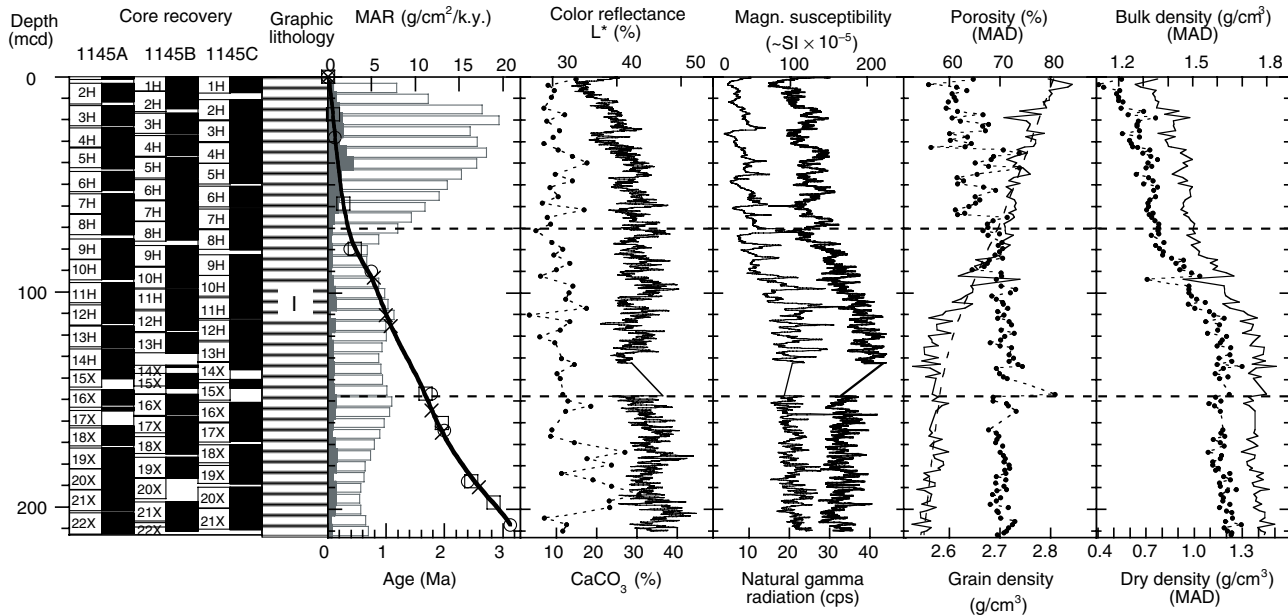 Depth
(mcd)
Core recovery
1145A 1145B 1145C
Graphic
lithology
MAR (g/cm²/k.y.)
0 5 10 15 20
Color reflectance
L* (%)
30 40 50
Magn. susceptibility
(~SI × 10⁻⁵)
0 100 200
Porosity (%)
(MAD)
60 70 80
Bulk density (g/cm³)
(MAD)
1.2 1.5 1.8
0
100
200
2H
3H
4H
5H
6H
7H
8H
9H
10H
11H
12H
13H
14H
15X
16X
17X
18X
19X
20X
21X
22X
1H
2H
3H
4H
5H
6H
7H
8H
9H
10H
11H
12H
13H
14X
15X
16X
17X
18X
19X
20X
21X
22X
1H
2H
3H
4H
5H
6H
7H
8H
9H
10H
11H
12H
13H
14X
15X
16X
17X
18X
19X
20X
21X
I
0 1 2 3
Age (Ma)
10 20 30 40
CaCO₃ (%)
0 10 20 30 40
Natural gamma
radiation (cps)
2.6 2.7 2.8
Grain density
(g/cm³)
0.4 0.7 1.0 1.3
Dry density (g/cm³)
(MAD)